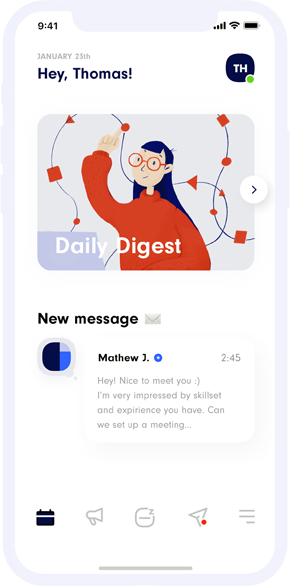 9:41
JANUARY 25th
Hey, Thomas!
TH
Daily Digest
New message
Mathew J.
2:45
Hey! Nice to meet you :)
I'm very impressed by skillset
and expirience you have. Can
we set up a meeting...
z